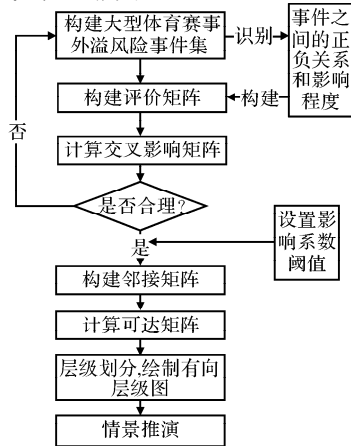 构建大型体育赛事
外溢风险事件集
识别
事件之
间的正
负关系
和影响
程度
构建评价矩阵
构建
否
计算交叉影响矩阵
是否合理?
是
设置影
响系数
阈值
构建邻接矩阵
计算可达矩阵
层级划分,绘制有向
层级图
情景推演